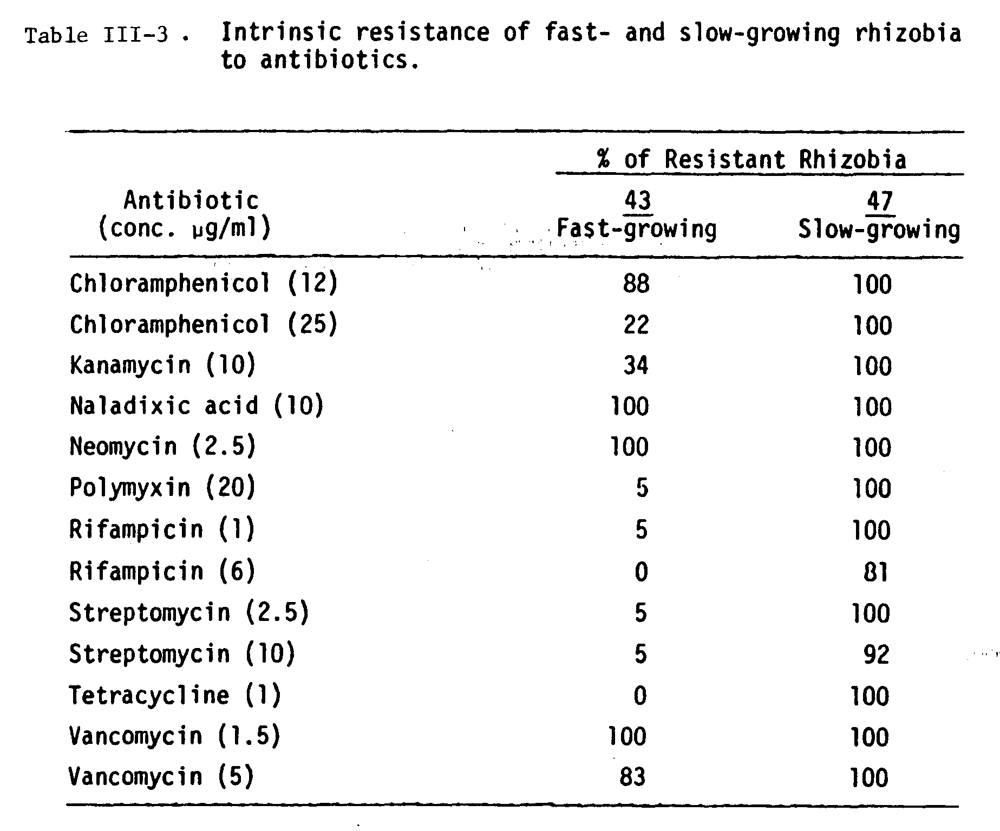 Table III-3 . Intrinsic resistance of fast- and slow-growing rhizobia
to antibiotics.
% of Resistant Rhizobia
Antibiotic 43 47
(conc. µg/ml) Fast-growing Slow-growing
Chloramphenicol (12) 88 100
Chloramphenicol (25) 22 100
Kanamycin (10) 34 100
Naladixic acid (10) 100 100
Neomycin (2.5) 100 100
Polymyxin (20) 5 100
Rifampicin (1) 5 100
Rifampicin (6) 0 81
Streptomycin (2.5) 5 100
Streptomycin (10) 5 92
Tetracycline (1) 0 100
Vancomycin (1.5) 100 100
Vancomycin (5) 83 100